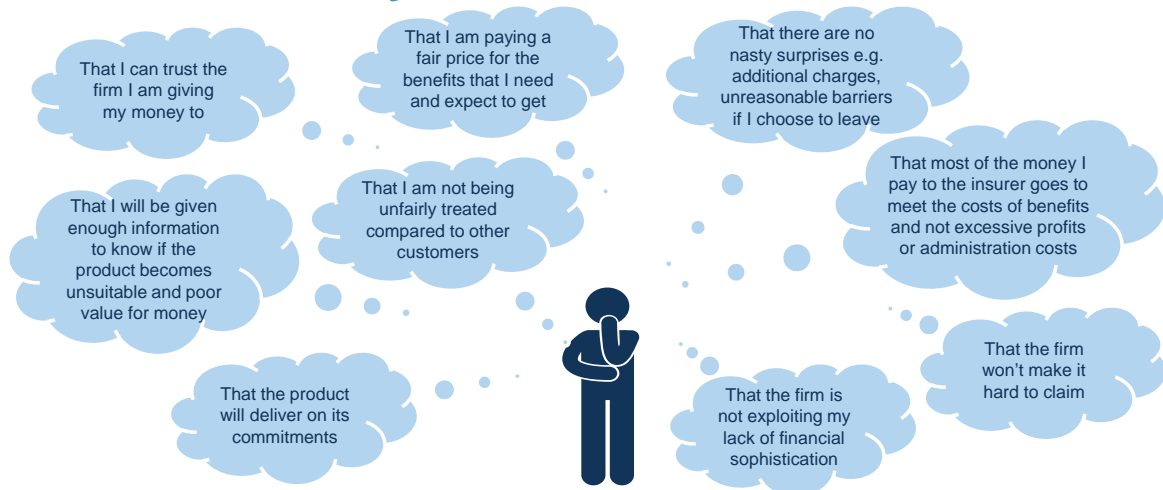 That I can trust the
firm I am giving
my money to
That I am paying a
fair price for the
benefits that I need
and expect to get
That there are no
nasty surprises e.g.
additional charges,
unreasonable barriers
if I choose to leave
That I will be given
enough information
to know if the
product becomes
unsuitable and poor
value for money
That I am not being
unfairly treated
compared to other
customers
That most of the money I
pay to the insurer goes to
meet the costs of benefits
and not excessive profits
or administration costs
That the product
will deliver on its
commitments
That the firm is
not exploiting my
lack of financial
sophistication
That the firm
won’t make it
hard to claim